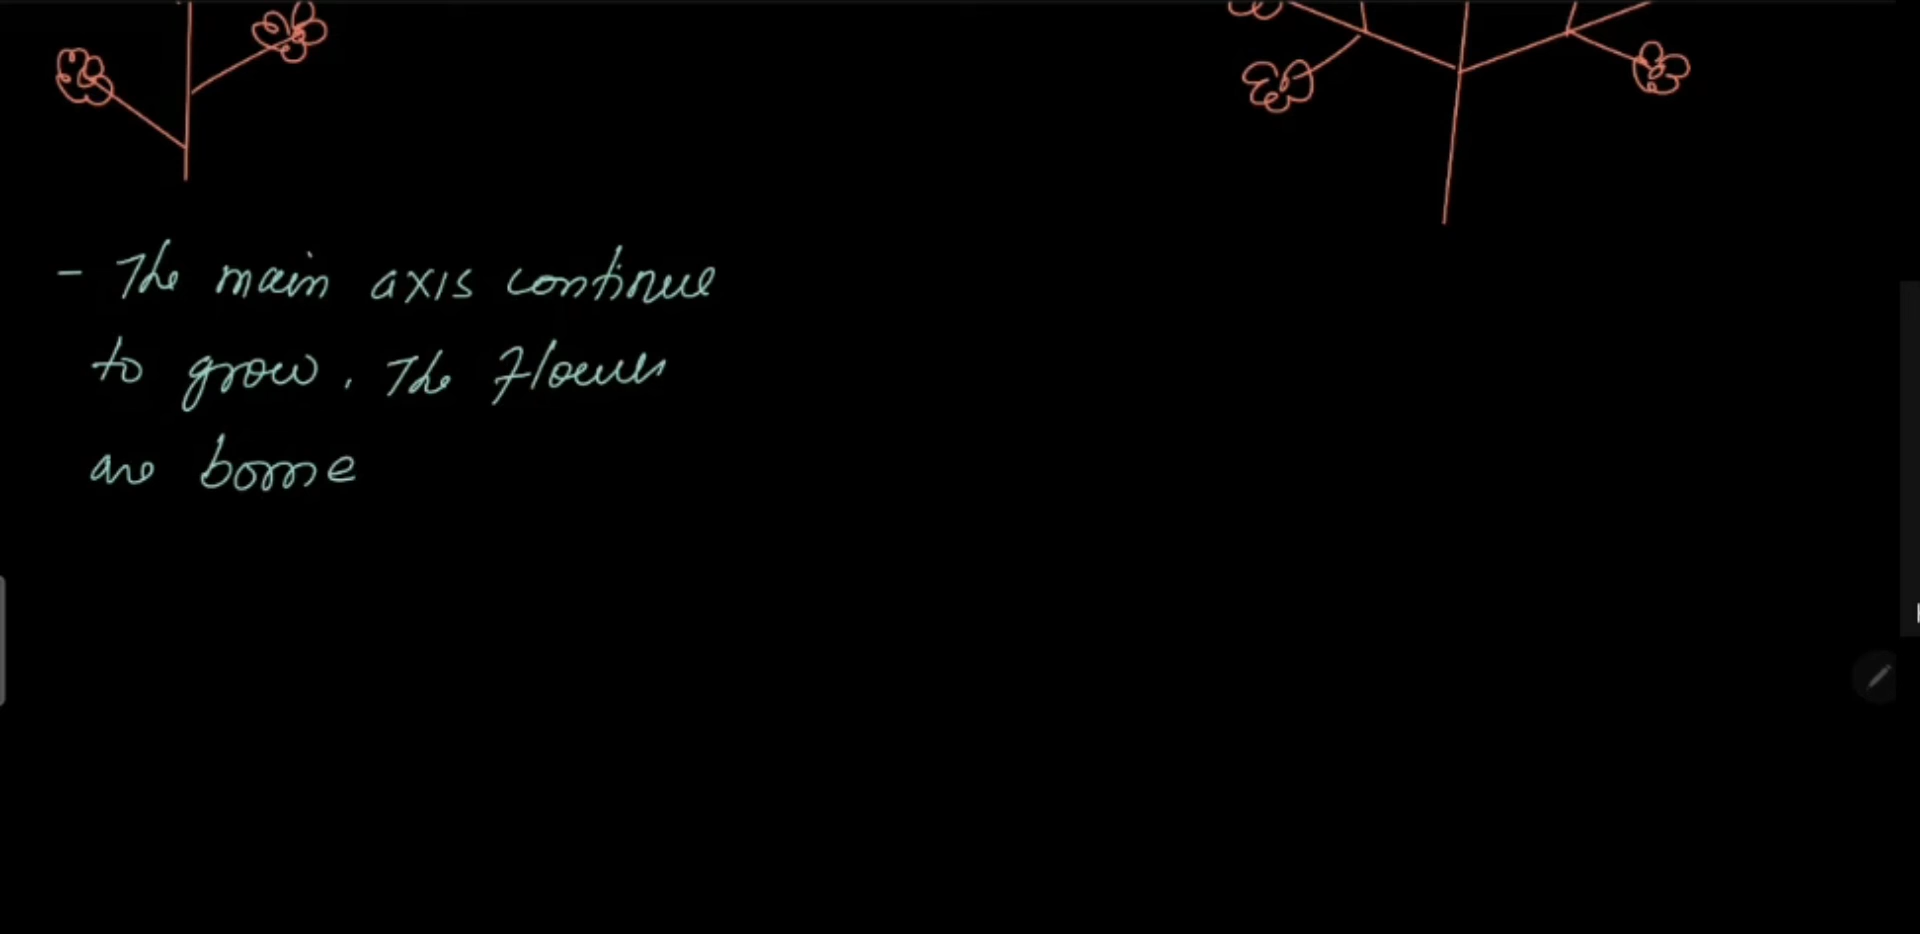 - The main axis continue
to grow. The Flowers
are borne